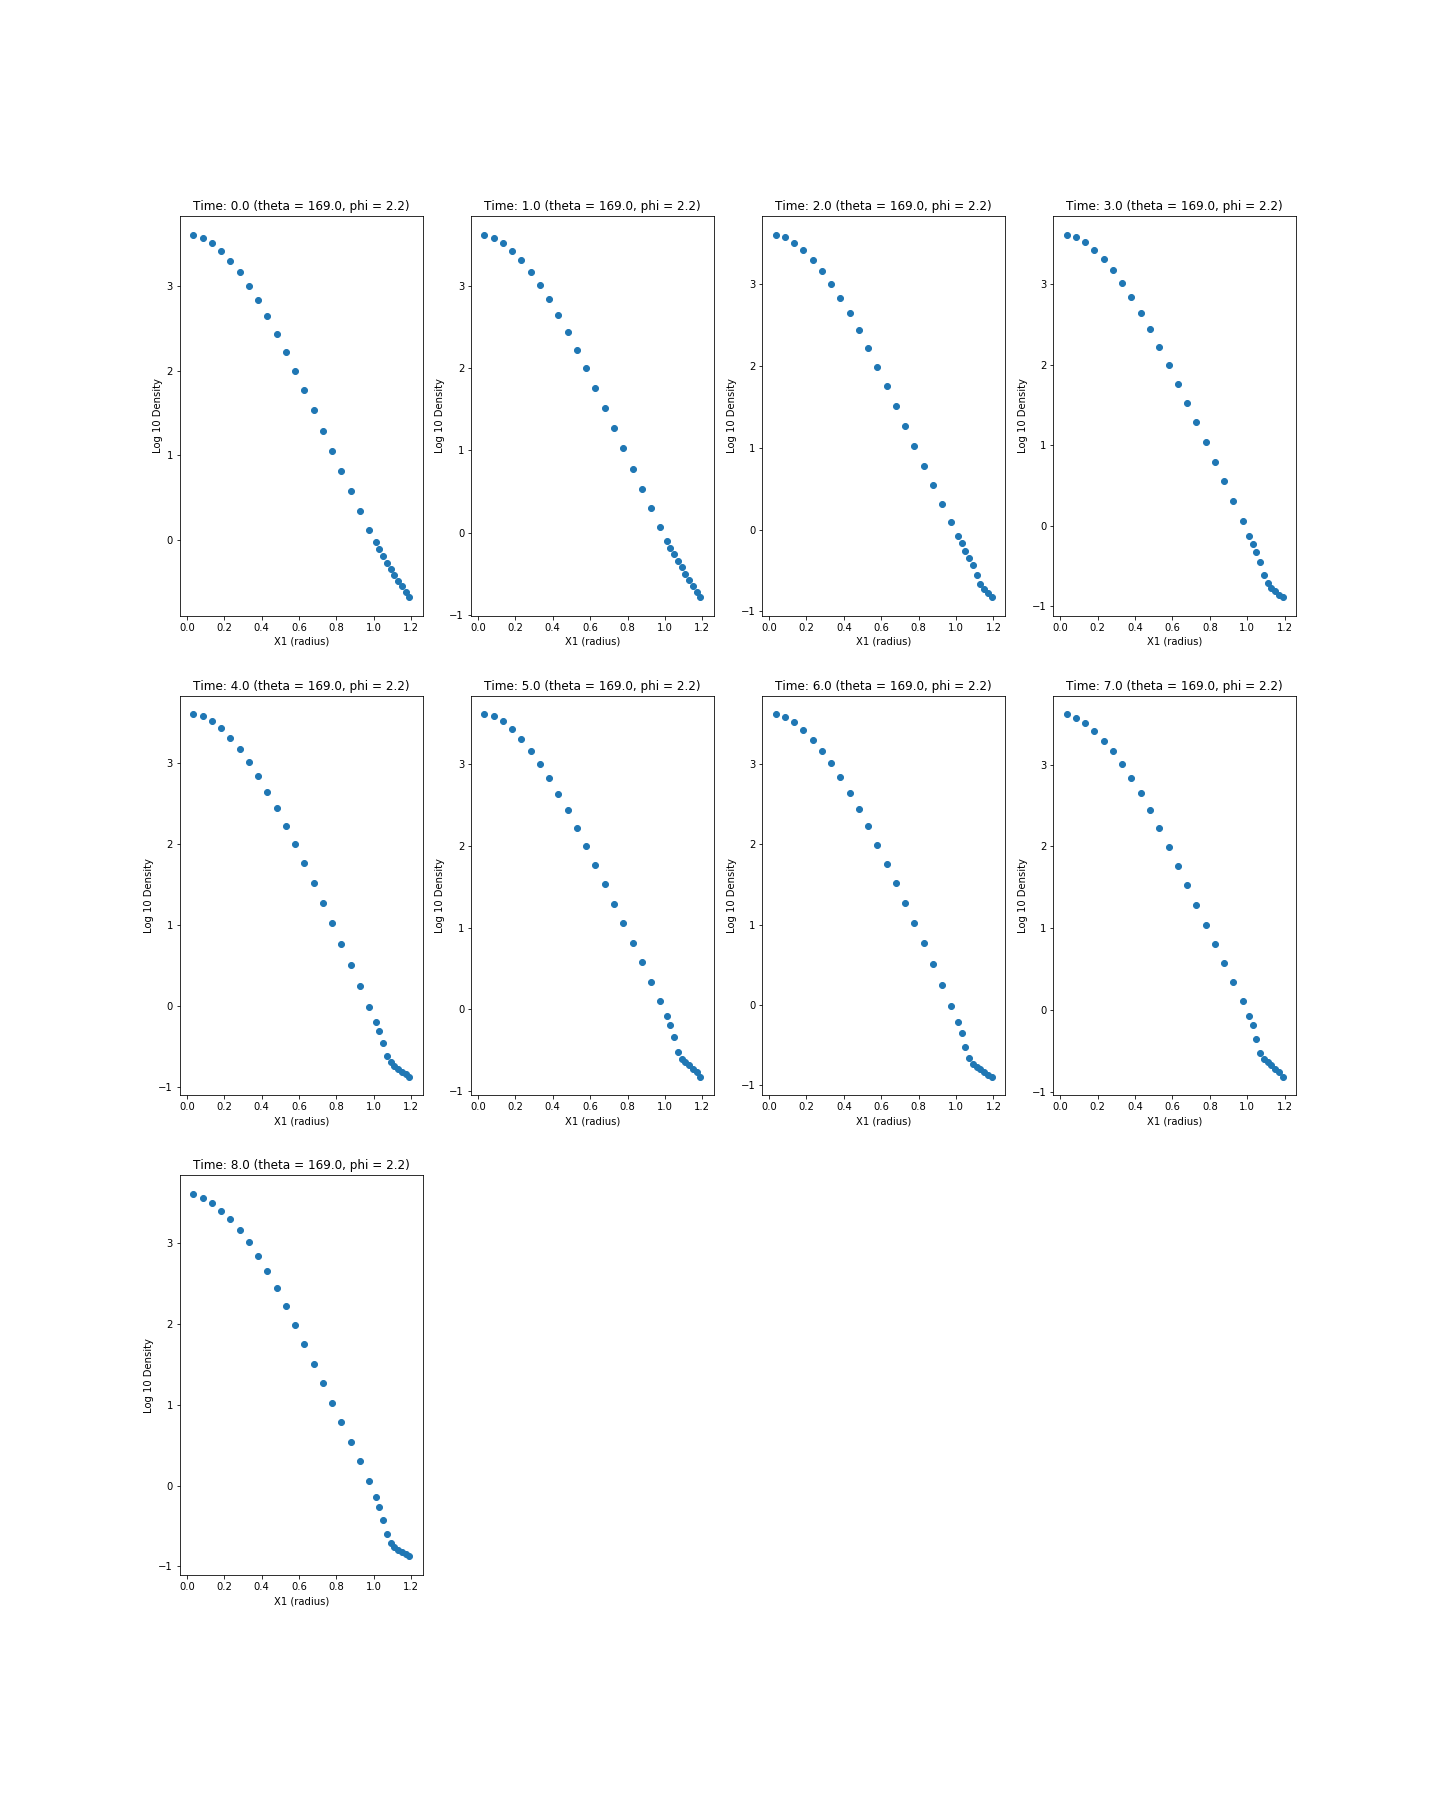 Time: 0.0 (theta = 169.0, phi = 2.2)
3
2
1
0
Log 10 Density
0.0 0.2 0.4 0.6 0.8 1.0 1.2
X1 (radius)
Time: 1.0 (theta = 169.0, phi = 2.2)
3
2
1
0
−1
Log 10 Density
0.0 0.2 0.4 0.6 0.8 1.0 1.2
X1 (radius)
Time: 2.0 (theta = 169.0, phi = 2.2)
3
2
1
0
−1
Log 10 Density
0.0 0.2 0.4 0.6 0.8 1.0 1.2
X1 (radius)
Time: 3.0 (theta = 169.0, phi = 2.2)
3
2
1
0
−1
Log 10 Density
0.0 0.2 0.4 0.6 0.8 1.0 1.2
X1 (radius)
Time: 4.0 (theta = 169.0, phi = 2.2)
3
2
1
0
−1
Log 10 Density
0.0 0.2 0.4 0.6 0.8 1.0 1.2
X1 (radius)
Time: 5.0 (theta = 169.0, phi = 2.2)
3
2
1
0
−1
Log 10 Density
0.0 0.2 0.4 0.6 0.8 1.0 1.2
X1 (radius)
Time: 6.0 (theta = 169.0, phi = 2.2)
3
2
1
0
−1
Log 10 Density
0.0 0.2 0.4 0.6 0.8 1.0 1.2
X1 (radius)
Time: 7.0 (theta = 169.0, phi = 2.2)
3
2
1
0
−1
Log 10 Density
0.0 0.2 0.4 0.6 0.8 1.0 1.2
X1 (radius)
Time: 8.0 (theta = 169.0, phi = 2.2)
3
2
1
0
−1
Log 10 Density
0.0 0.2 0.4 0.6 0.8 1.0 1.2
X1 (radius)